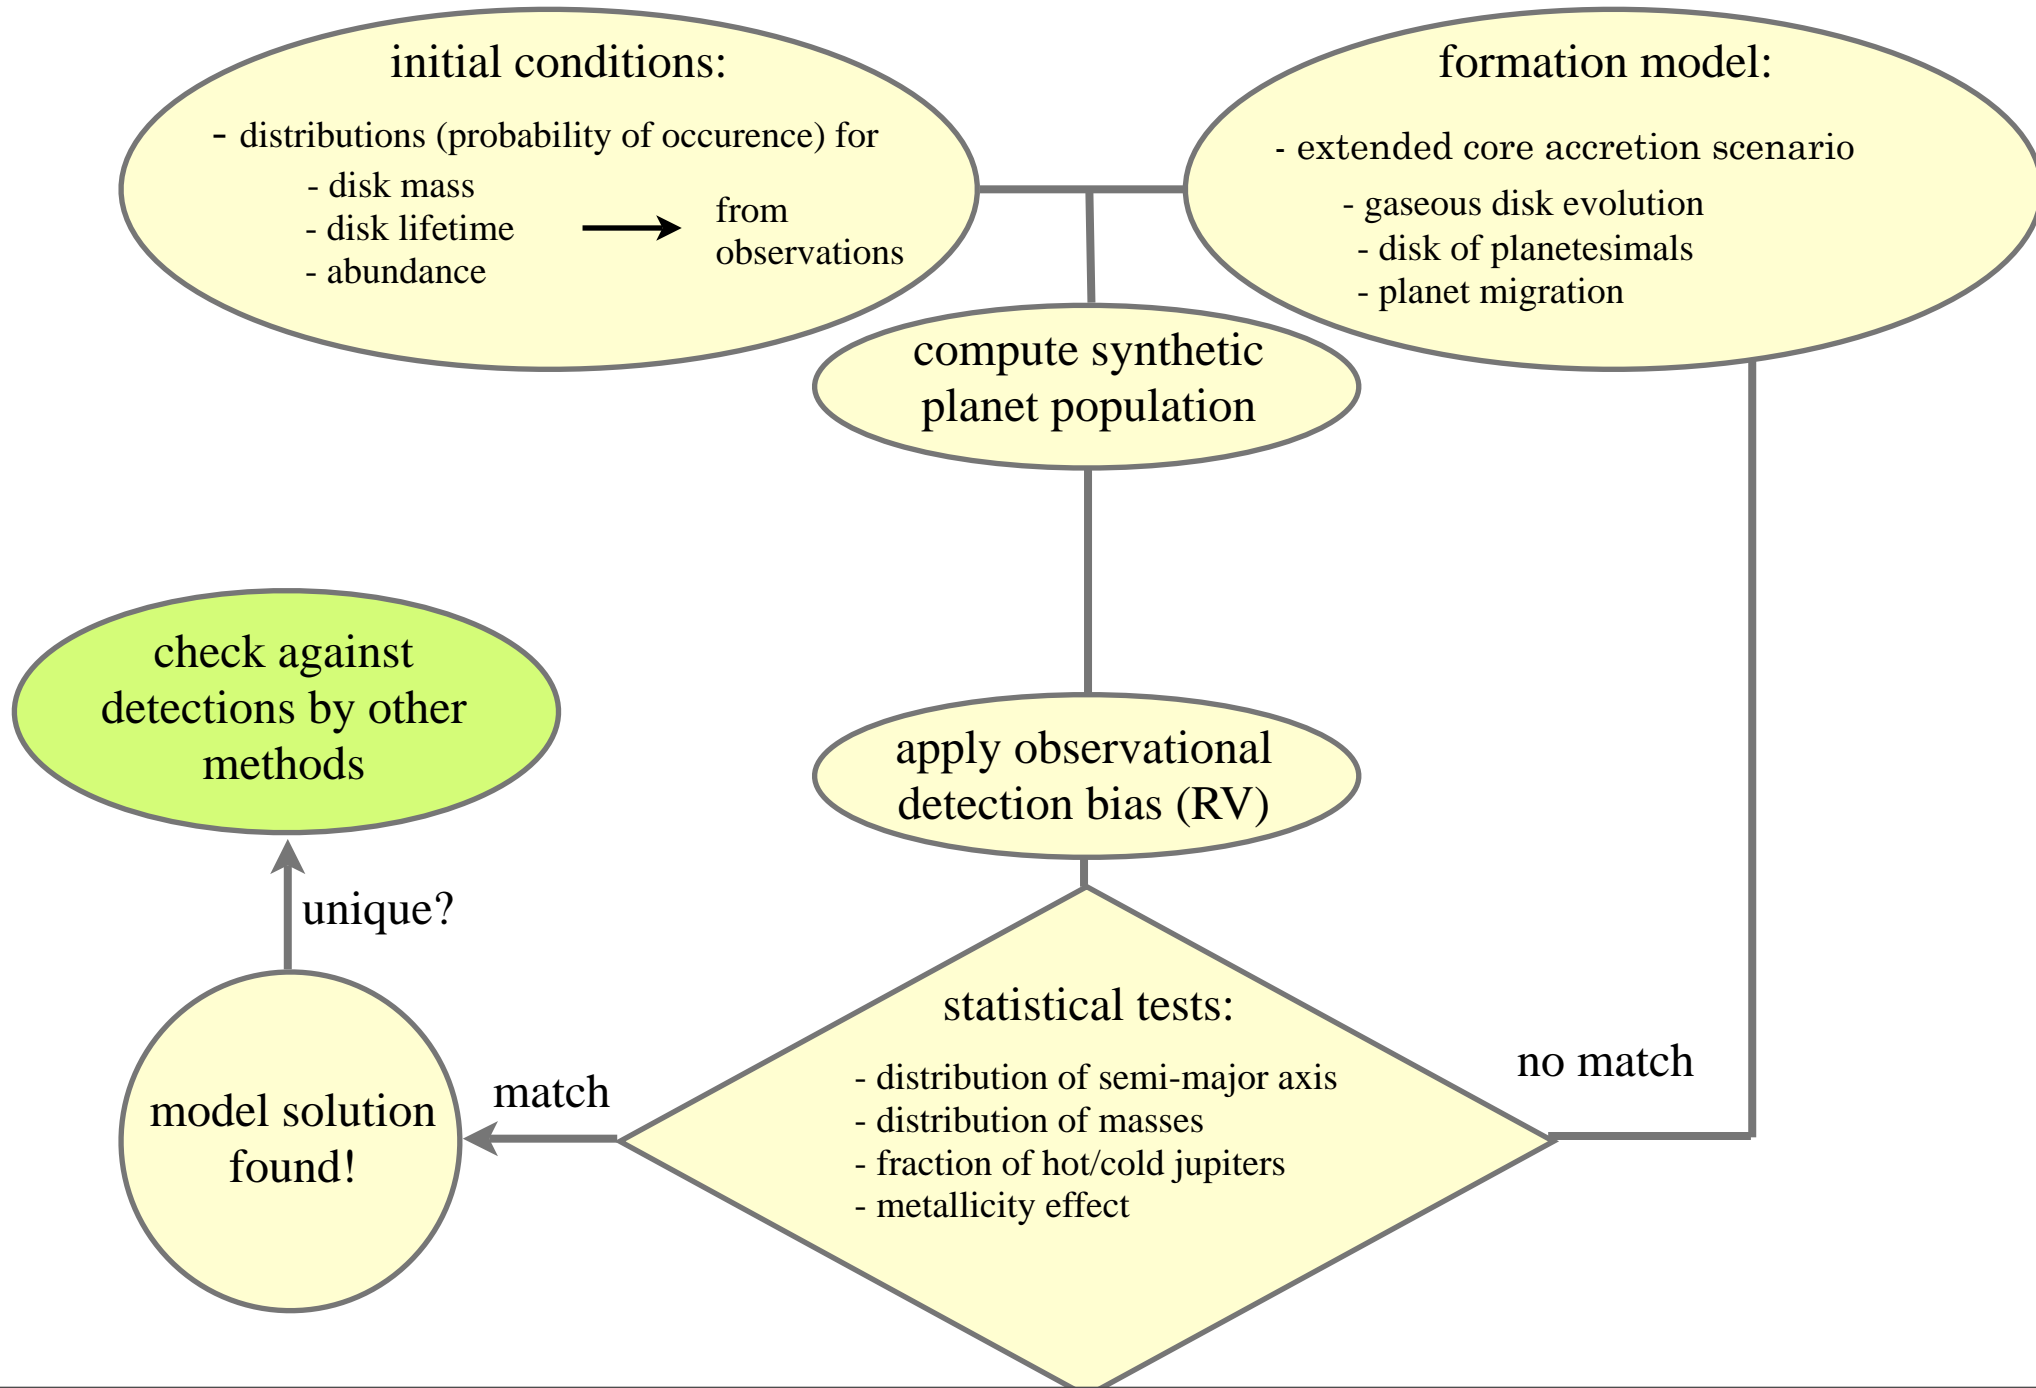 initial conditions:
- distributions (probability of occurence) for
- disk mass
- disk lifetime
- abundance
from
observations
formation model:
- extended core accretion scenario
- gaseous disk evolution
- disk of planetesimals
- planet migration
compute synthetic
planet population
check against
detections by other
methods
apply observational
detection bias (RV)
unique?
statistical tests:
- distribution of semi-major axis
- distribution of masses
- fraction of hot/cold jupiters
- metallicity effect
no match
match
model solution
found!